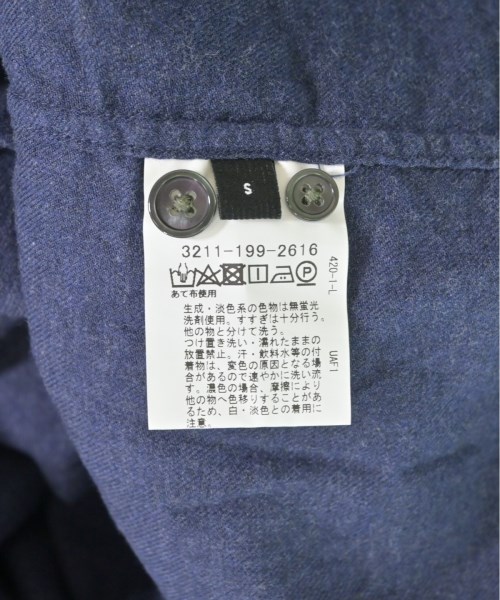 S
3211-199-2616
あて布使用
生成・淡色系の色物は無蛍光
洗剤使用。すすぎは十分行う。
他の物と分けて洗う。
つけ置き洗い・濡れたままの
放置禁止。汗・飲料水等の付
着物は、変色の原因となる場
合があるので速やかに洗い流
す。濃色の場合、摩擦により
他の物へ色移りすることがあ
るため、白・淡色との着用に
注意。
420-1-L
UAF1